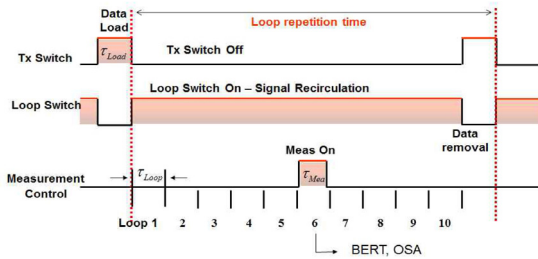 Data
Load
Loop repetition time
Tx Switch
τLoad
Tx Switch Off
Loop Switch On – Signal Recirculation
Loop Switch
Data
removal
Meas On
Measurement
Control
τLoop
τMea
Loop 1 2 3 4 5 6 7 8 9 10
BERT, OSA